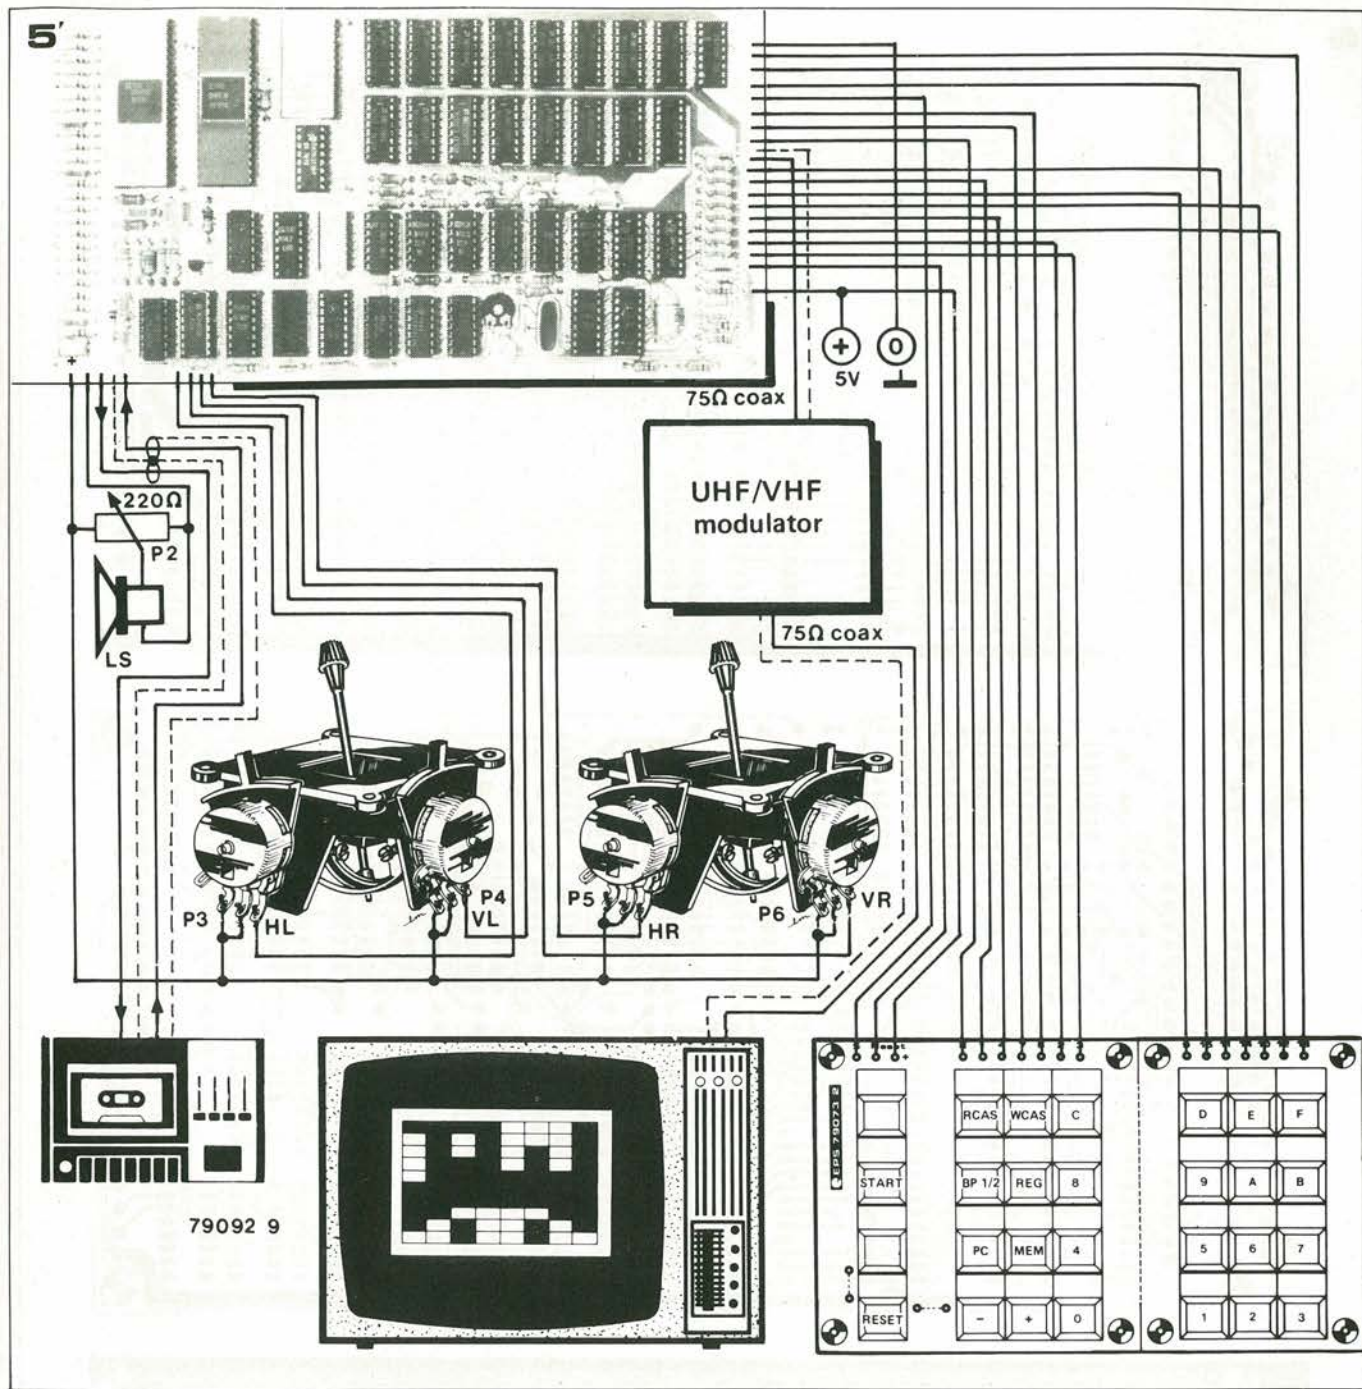 5'
+
75Ω coax
+
0
5V
220Ω
P2
UHF/VHF
modulator
LS
75Ω coax
P3
HL
P4
VL
P5
HR
P6
VR
79092 9
Reset
+
EPS 79073 2
RCAS WCAS C
D E F
START BP 1/2 REG 8
9 A B
PC MEM 4
5 6 7
RESET - + 0
1 2 3